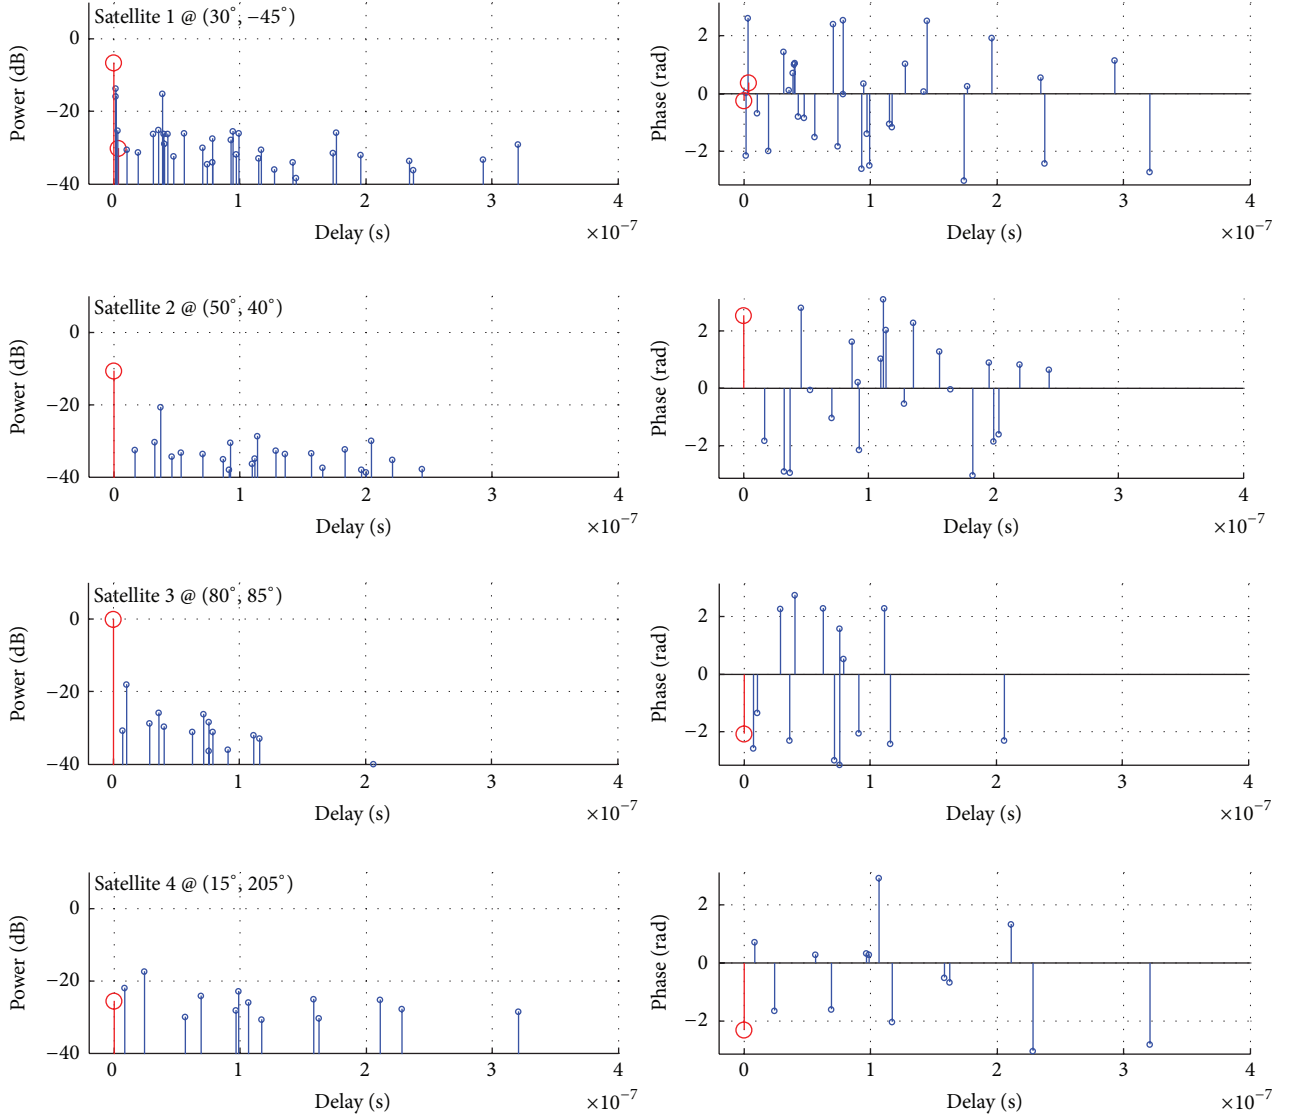 Satellite 1 @ (30°, −45°)
Power (dB)
0
−20
−40
0 1 2 3 4
Delay (s)
×10−7
Phase (rad)
2
0
−2
0 1 2 3 4
Delay (s)
×10−7
Satellite 2 @ (50°, 40°)
Power (dB)
0
−20
−40
0 1 2 3 4
Delay (s)
×10−7
Phase (rad)
2
0
−2
0 1 2 3 4
Delay (s)
×10−7
Satellite 3 @ (80°, 85°)
Power (dB)
0
−20
−40
0 1 2 3 4
Delay (s)
×10−7
Phase (rad)
2
0
−2
0 1 2 3 4
Delay (s)
×10−7
Satellite 4 @ (15°, 205°)
Power (dB)
0
−20
−40
0 1 2 3 4
Delay (s)
×10−7
Phase (rad)
2
0
−2
0 1 2 3 4
Delay (s)
×10−7